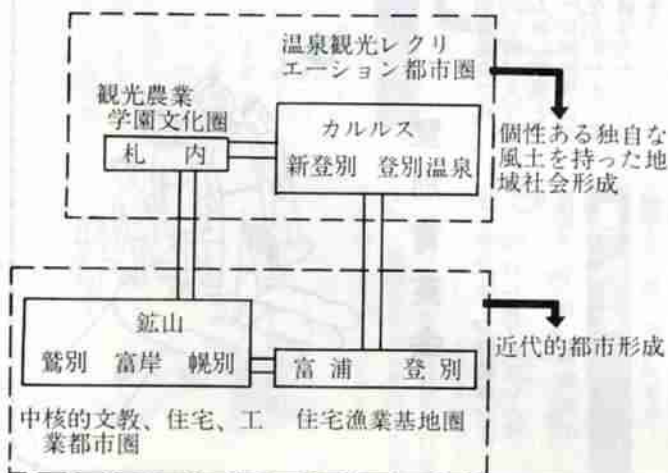 温泉観光レクリ
エーション都市圏
観光農業
学園文化圏
札内
カルルス
新登別 登別温泉
個性ある独自な
風土を持った地
域社会形成
鉱山
鷲別 富岸 幌別
富浦 登別
近代的都市形成
中核的文教、住宅、工
業都市圏
住宅漁業基地圏